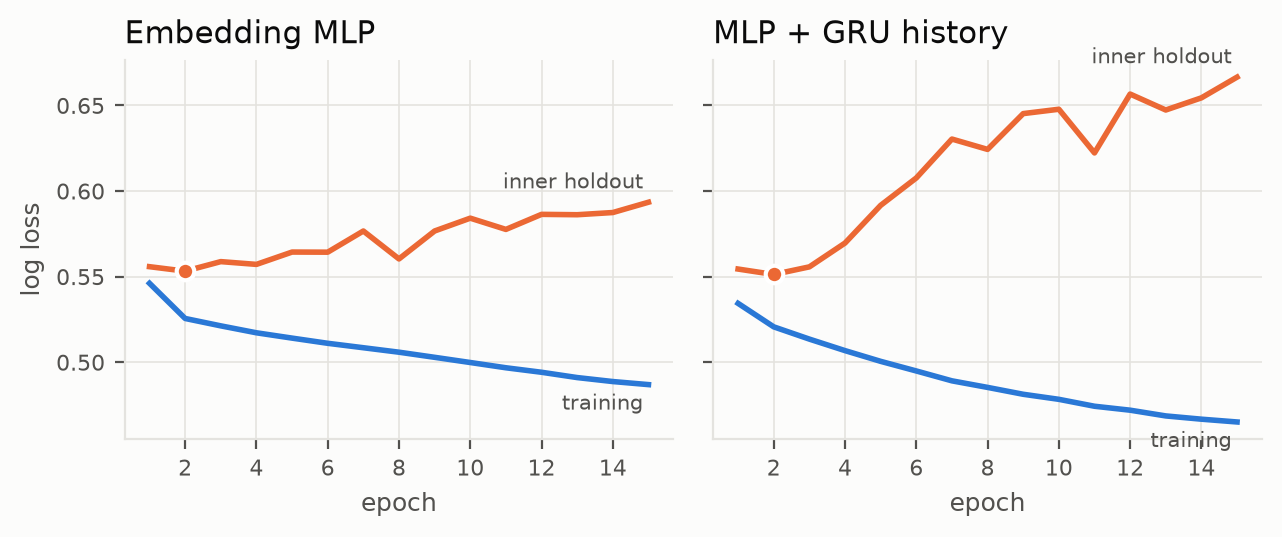 Embedding MLP
MLP + GRU history
inner holdout
0.65
0.60
0.55
0.50
log loss
inner holdout
training
training
2 4 6 8 10 12 14
2 4 6 8 10 12 14
epoch
epoch